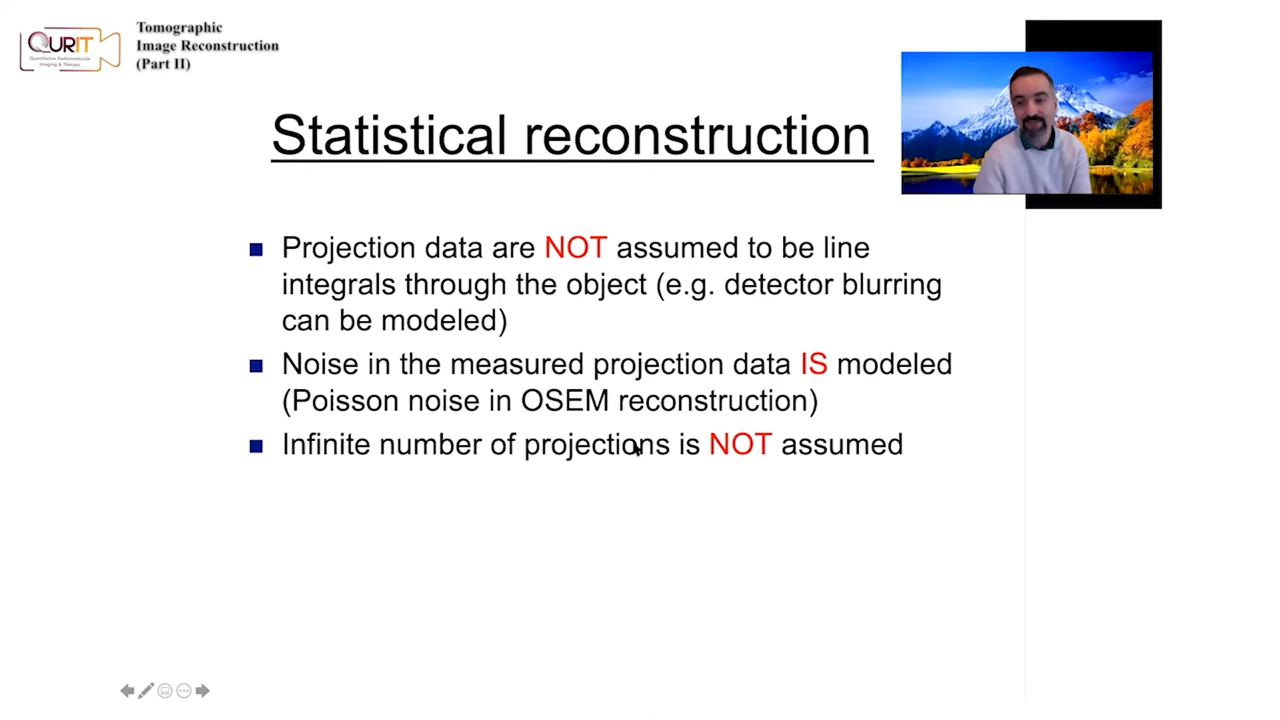 QURIT
Quantitative Radiomolecular
Imaging & Therapy
Tomographic
Image Reconstruction
(Part II)
Statistical reconstruction
Projection data are NOT assumed to be line
integrals through the object (e.g. detector blurring
can be modeled)
Noise in the measured projection data IS modeled
(Poisson noise in OSEM reconstruction)
Infinite number of projections is NOT assumed